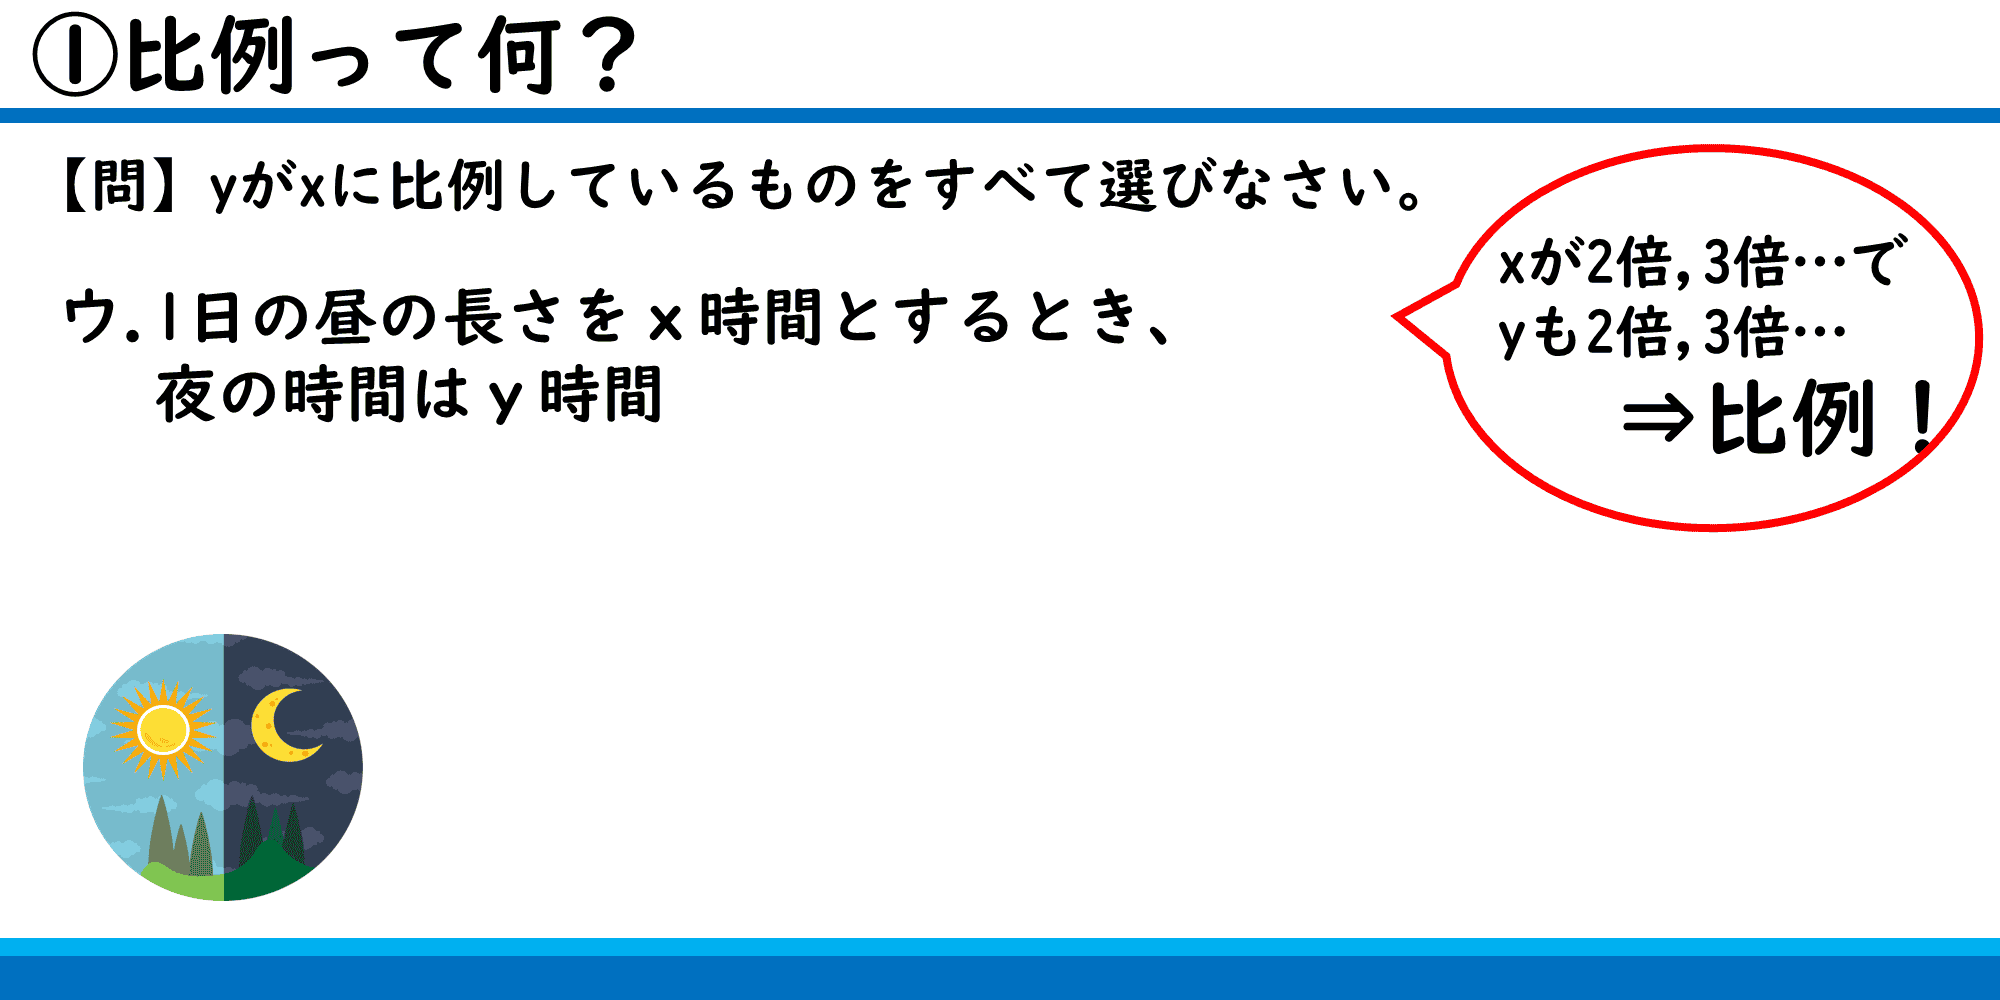 ①比例って何？
【問】yがxに比例しているものをすべて選びなさい。
ウ.1日の昼の長さをx時間とするとき、
夜の時間はy時間
xが2倍,3倍…で
yも2倍,3倍…
⇒比例！